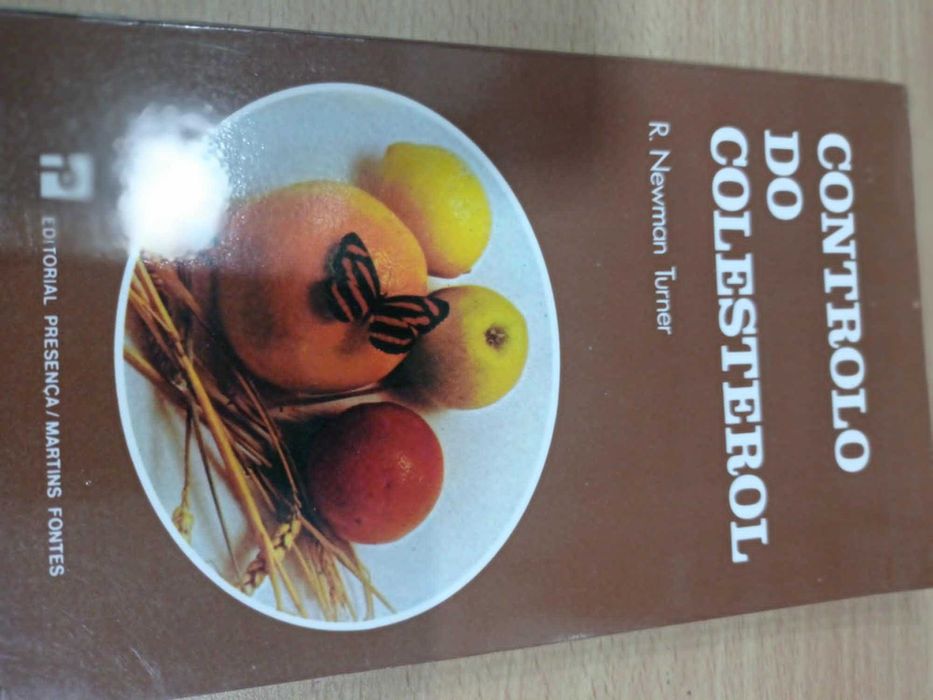 CONTROLO
DO
COLESTEROL
R. Newman Turner
EDITORIAL PRESENÇA/MARTINS FONTES